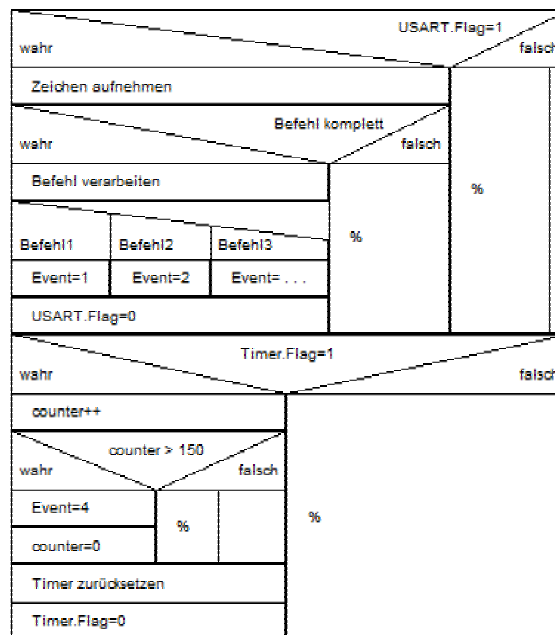 USART.Flag=1
wahr
falsch
Zeichen aufnehmen
Befehl komplett
wahr
falsch
Befehl verarbeiten
%
%
Befehl1 Befehl2 Befehl3
Event=1 Event=2 Event= . . .
USART.Flag=0
Timer.Flag=1
wahr
falsch
counter++
counter > 150
wahr
falsch
Event=4
%
%
counter=0
Timer zurücksetzen
Timer.Flag=0